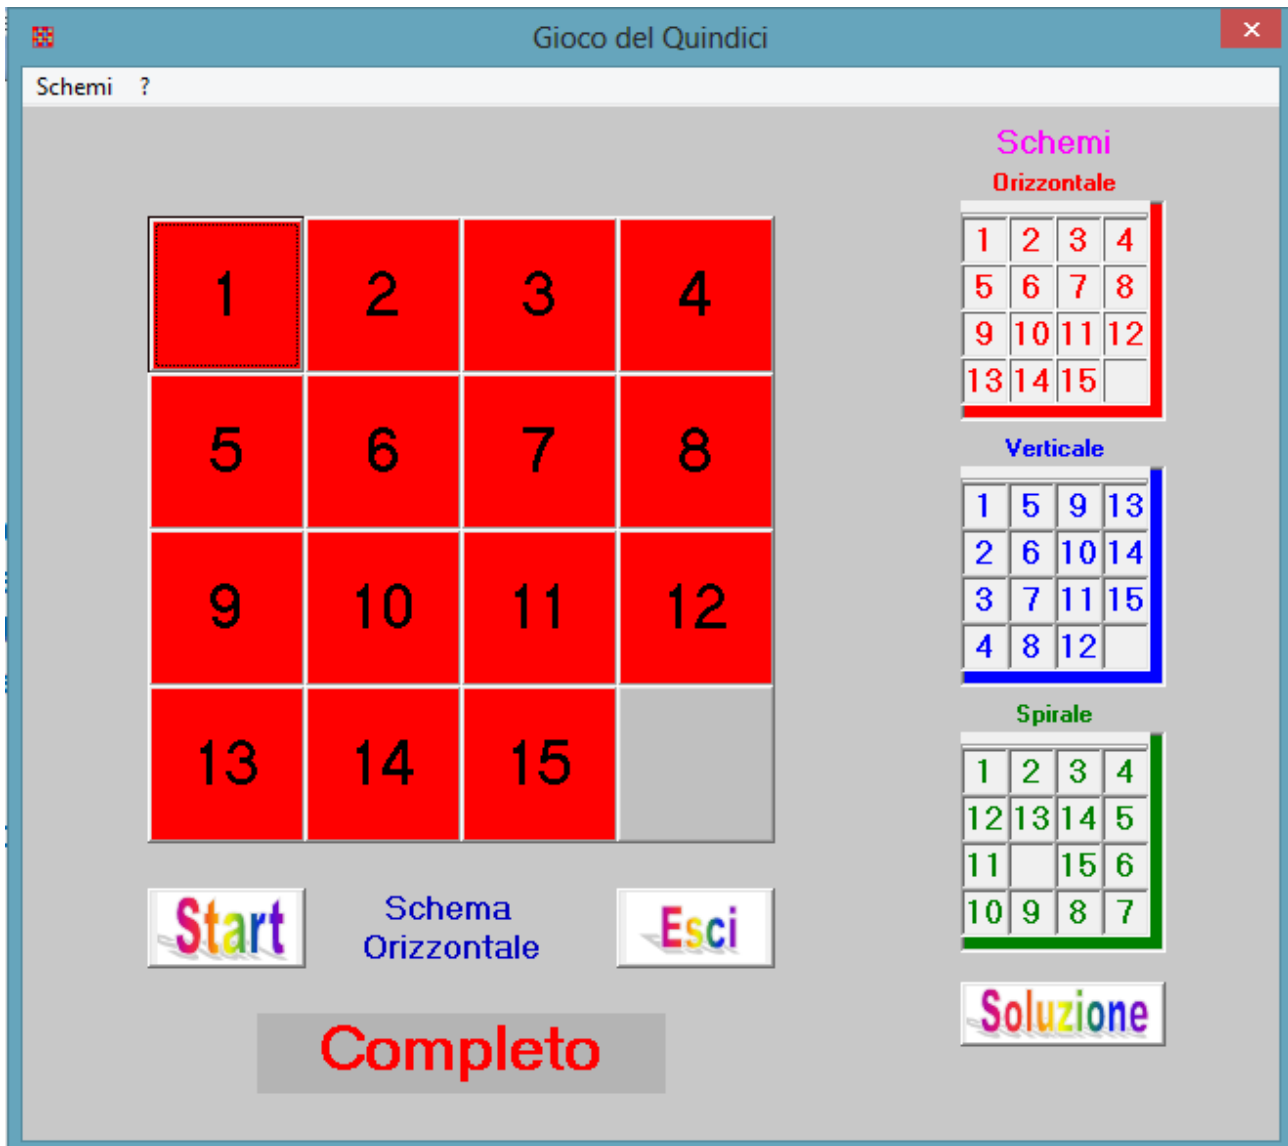 Gioco del Quindici
Schemi ?
1 2 3 4
5 6 7 8
9 10 11 12
13 14 15
Start
Schema
Orizzontale
Esci
Completo
Schemi
Orizzontale
1 2 3 4
5 6 7 8
9 10 11 12
13 14 15
Verticale
1 5 9 13
2 6 10 14
3 7 11 15
4 8 12
Spirale
1 2 3 4
12 13 14 5
11 15 6
10 9 8 7
Soluzione